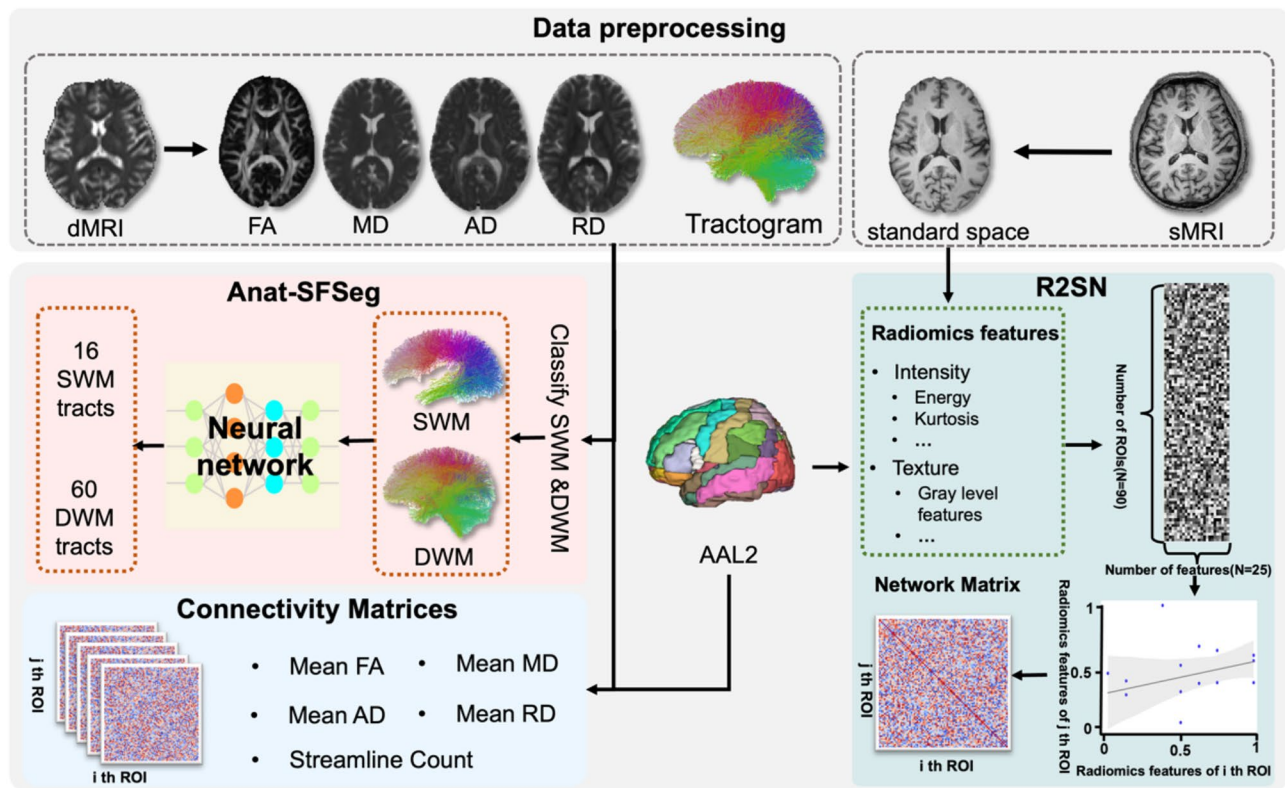 Data preprocessing
dMRI
FA
MD
AD
RD
Tractogram
standard space
sMRI
Anat-SFSeg
16
SWM
tracts
60
DWM
tracts
Neural
network
SWM
DWM
Classify SWM &DWM
AAL2
R2SN
Radiomics features
• Intensity
• Energy
• Kurtosis
• ...
• Texture
• Gray level
features
• ...
Number of ROIs(N=90)
Number of features(N=25)
Connectivity Matrices
j th ROI
i th ROI
• Mean FA
• Mean MD
• Mean AD
• Mean RD
• Streamline Count
Network Matrix
j th ROI
i th ROI
Radiomics features of j th ROI
1
0.5
0
0
0.5
1
Radiomics features of i th ROI